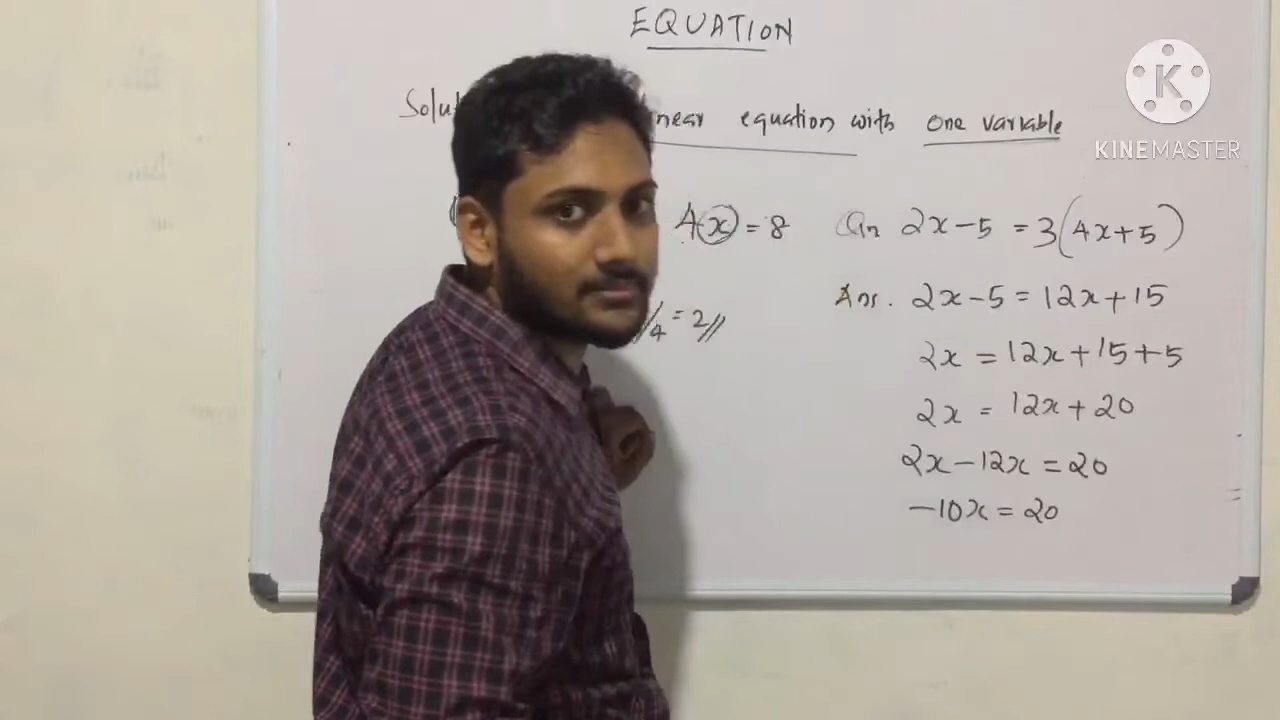 EQUATION
near equation with one variable
4x = 8
/4 = 2//
Qn 2x-5 = 3(4x+5)
Ans. 2x-5 = 12x+15
2x = 12x+15+5
2x = 12x+20
2x-12x = 20
-10x = 20
K
KINEMASTER